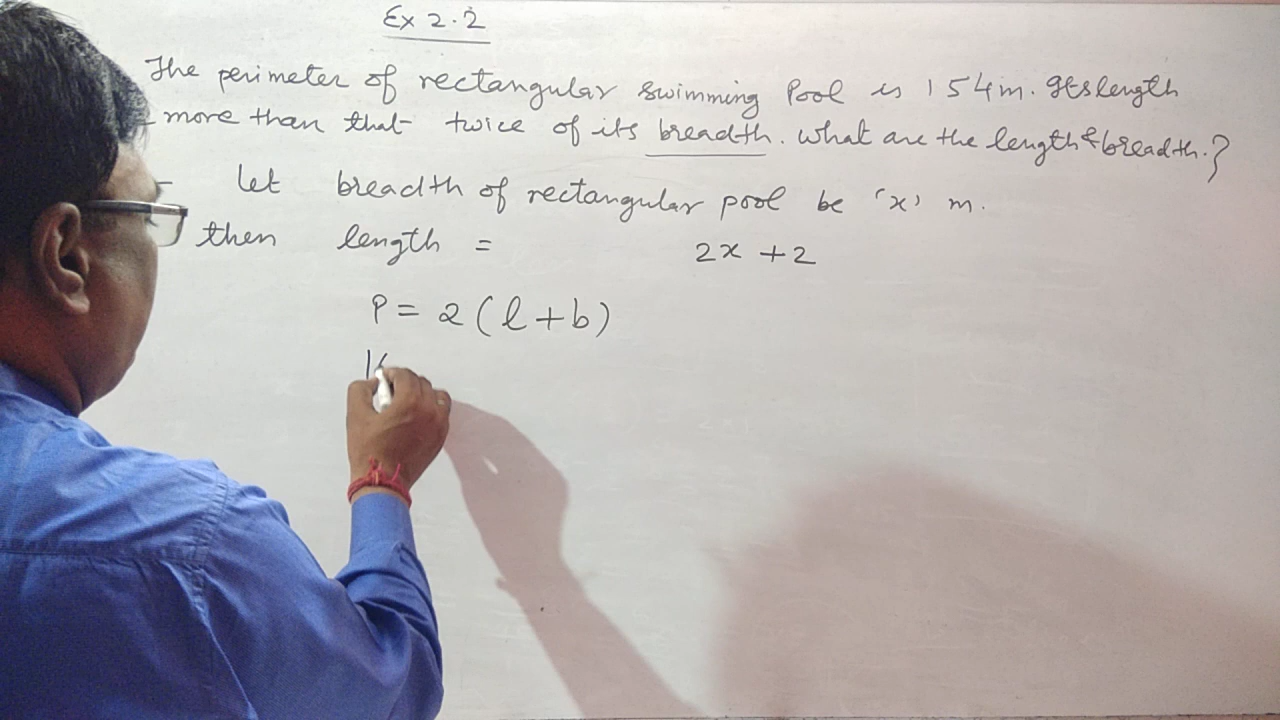 Ex 2.2
The perimeter of rectangular swimming Pool is 154m. Its length
more than that twice of its breadth. what are the length & breadth.?
let breadth of rectangular pool be 'x' m.
then length = 2x + 2
P = 2 (l + b)